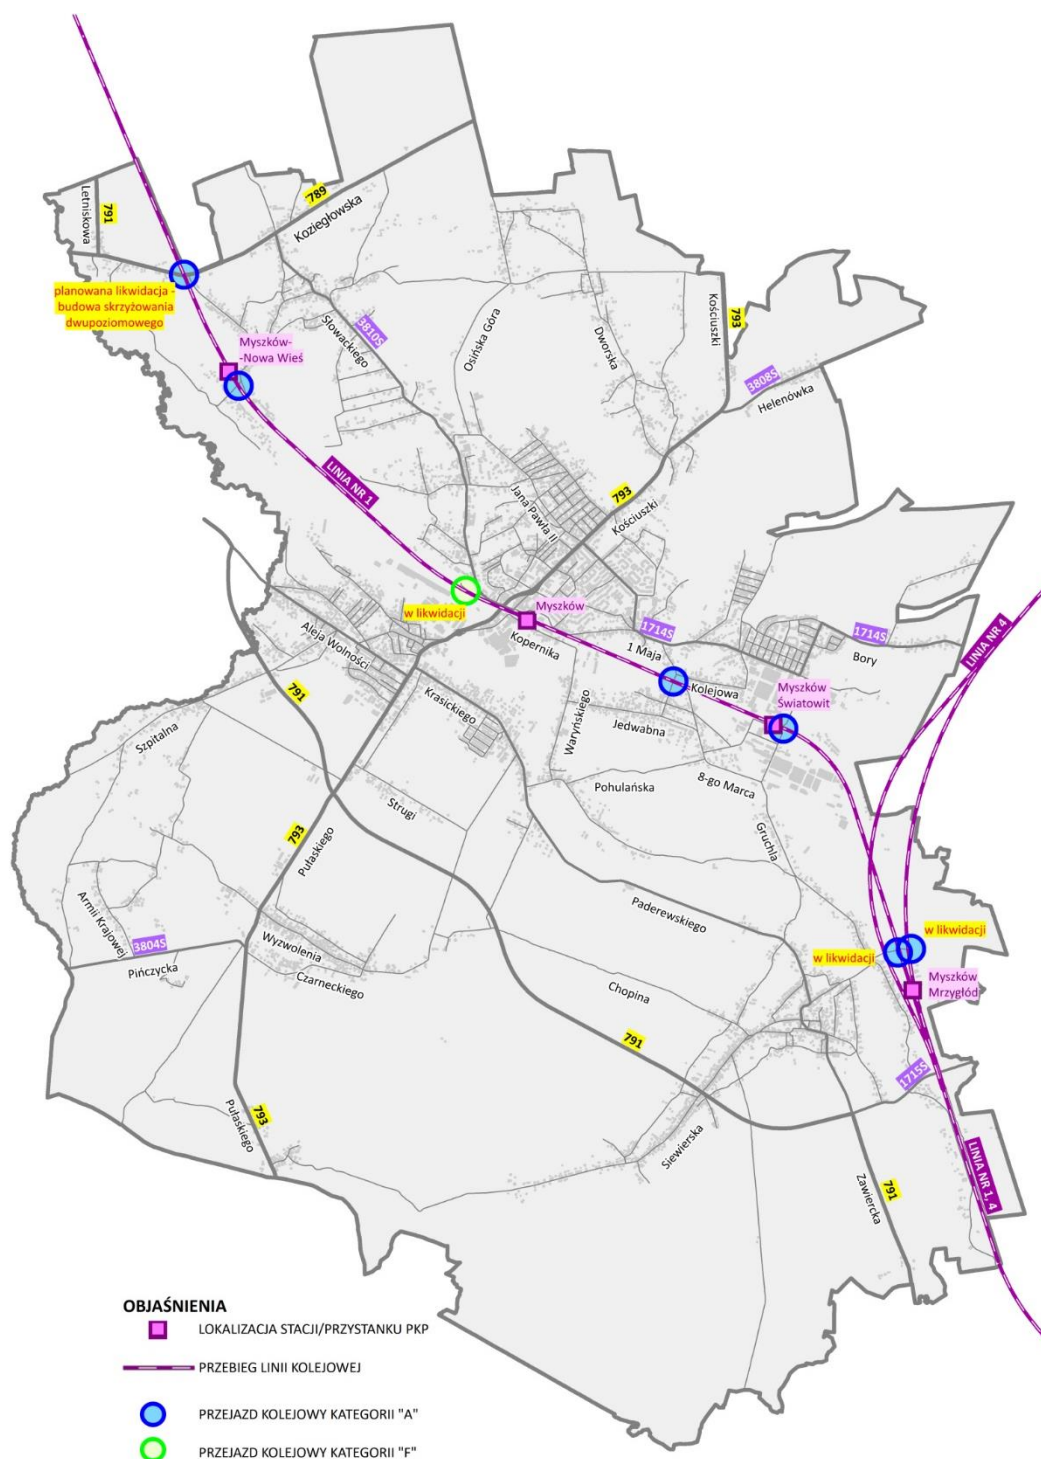 789
Koziegłowska
Letniskowa
791
planowana likwidacja -
budowa skrzyżowania
dwupoziomowego
Myszków-
-Nowa Wieś
Słowackiego
3810S
Osińska Góra
Dworska
Kościuszki
793
3808S
Helenówka
LINIA NR 1
Jana Pawła II
793
Kościuszki
w likwidacji
Myszków
Kopernika
1714S
1 Maja
1714S
Bory
LINIA NR 4
Aleja Wolności
Kolejowa
Myszków
Światowit
791
Krasickiego
Waryńskiego
Jedwabna
Szpitalna
8-go Marca
Pohulańska
Strugi
Gruchla
793
Pułaskiego
Paderewskiego
Armii Krajowej
3804S
Pińczycka
Wyzwolenia
Czarneckiego
w likwidacji
w likwidacji
Chopina
Myszków
Mrzygłód
791
1715S
Pułaskiego
793
Siewierska
Zawiercka
791
LINIA NR 1, 4
OBJAŚNIENIA
LOKALIZACJA STACJI/PRZYSTANKU PKP
PRZEBIEG LINII KOLEJOWEJ
PRZEJAZD KOLEJOWY KATEGORII "A"
PRZEJAZD KOLEJOWY KATEGORII "F"